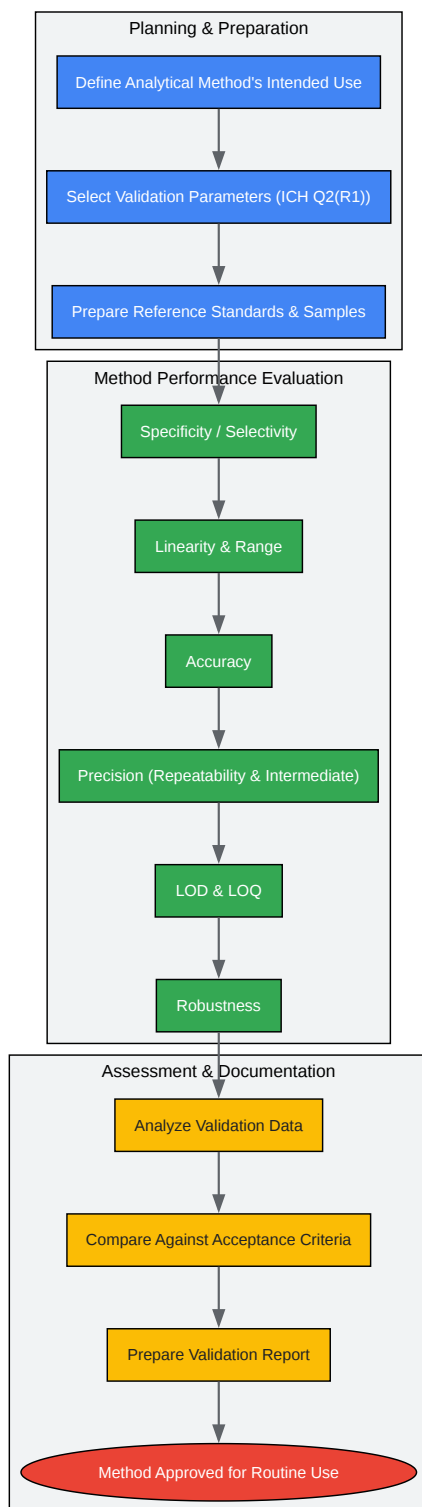 Planning & Preparation
Define Analytical Method's Intended Use
Select Validation Parameters (ICH Q2(R1))
Prepare Reference Standards & Samples
Method Performance Evaluation
Specificity / Selectivity
Linearity & Range
Accuracy
Precision (Repeatability & Intermediate)
LOD & LOQ
Robustness
Assessment & Documentation
Analyze Validation Data
Compare Against Acceptance Criteria
Prepare Validation Report
Method Approved for Routine Use